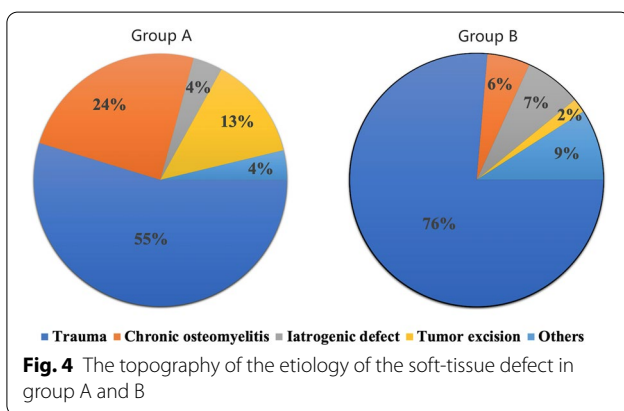 Group A
Group B
4%
24%
13%
4%
55%
6%
7%
2%
9%
76%
Trauma Chronic osteomyelitis Iatrogenic defect Tumor excision Others
Fig. 4 The topography of the etiology of the soft-tissue defect in
group A and B